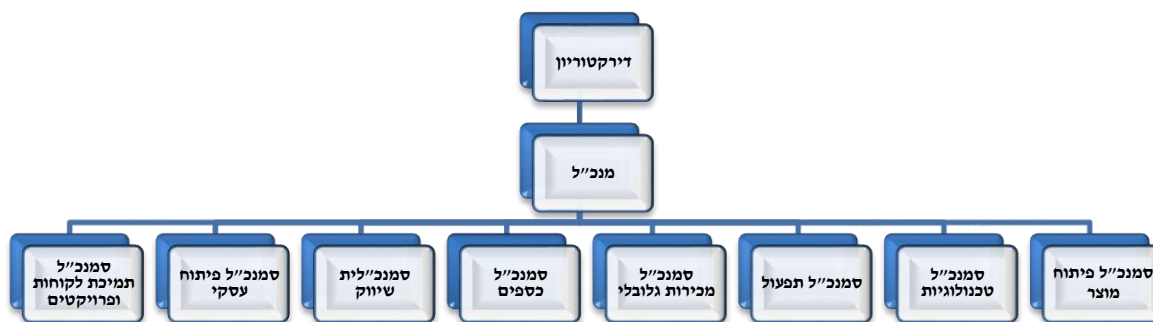 דירקטוריון
מנכ״ל
סמנכ״ל פיתוח
מוצר
סמנכ״ל
טכנולוגיות
סמנכ״ל תפעול
סמנכ״ל
מכירות גלובלי
סמנכ״ל
כספים
סמנכ״לית
שיווק
סמנכ״ל פיתוח
עסקי
סמנכ״ל
תמיכת לקוחות
ופרויקטים